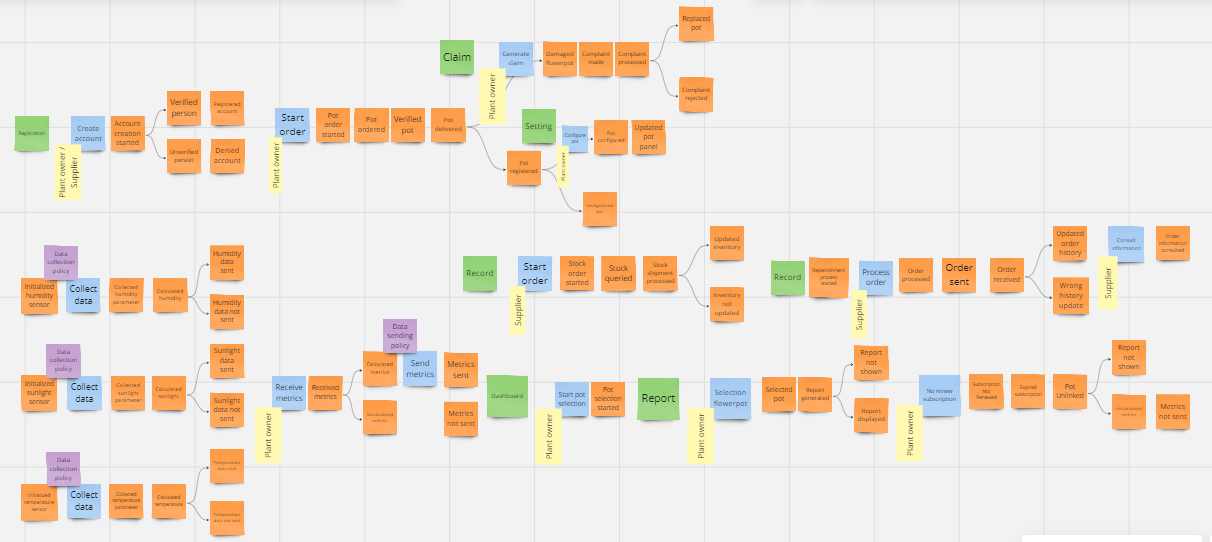 Replaced
pot
Claim
Generate
claim
Damaged
flowerpot
Complaint
made
Complaint
processed
Plant owner
Complaint
rejected
Registration
Plant owner /
Supplier
Create
account
Account
creation
started
Verified
person
Registered
account
Unverified
person
Denied
account
Start
order
Plant owner
Pot
order
started
Pot
ordered
Verified
pot
Pot
delivered
Setting
Configure
pot
Plant owner
Pot
configured
Updated
pot
panel
Pot
registered
Unregistered
pot
Data
collection
policy
Initialized
humidity
sensor
Collect
data
Collected
humidity
parameter
Calculated
humidity
Humidity
data
sent
Humidity
data not
sent
Record
Start
order
Supplier
Stock
order
started
Stock
queried
Stock
shipment
processed
Updated
inventory
Inventory
not
updated
Record
Replenishment
process
started
Supplier
Process
order
Order
processed
Order
sent
Order
received
Updated
order
history
Wrong
history
update
Supplier
Consult
information
Order
information
consulted
Data
collection
policy
Initialized
sunlight
sensor
Collect
data
Collected
sunlight
parameter
Calculated
sunlight
Sunlight
data
sent
Sunlight
data not
sent
Plant owner
Receive
metrics
Received
metrics
Calculated
metrics
Uncalculated
metrics
Data
sending
policy
Send
metrics
Metrics
sent
Metrics
not sent
Dashboard
Plant owner
Start pot
selection
Pot
selection
started
Report
Plant owner
Selection
flowerpot
Selected
pot
Report
generated
Report
not
shown
Report
displayed
Plant owner
No renew
subscription
Subscription
Not
Renewed
Expired
subscription
Pot
Unlinked
Report
not
shown
Uncalculated
metrics
Metrics
not sent
Data
collection
policy
Initialized
temperature
sensor
Collect
data
Collected
temperature
parameter
Calculated
temperature
Temperature
data sent
Temperature
data not sent